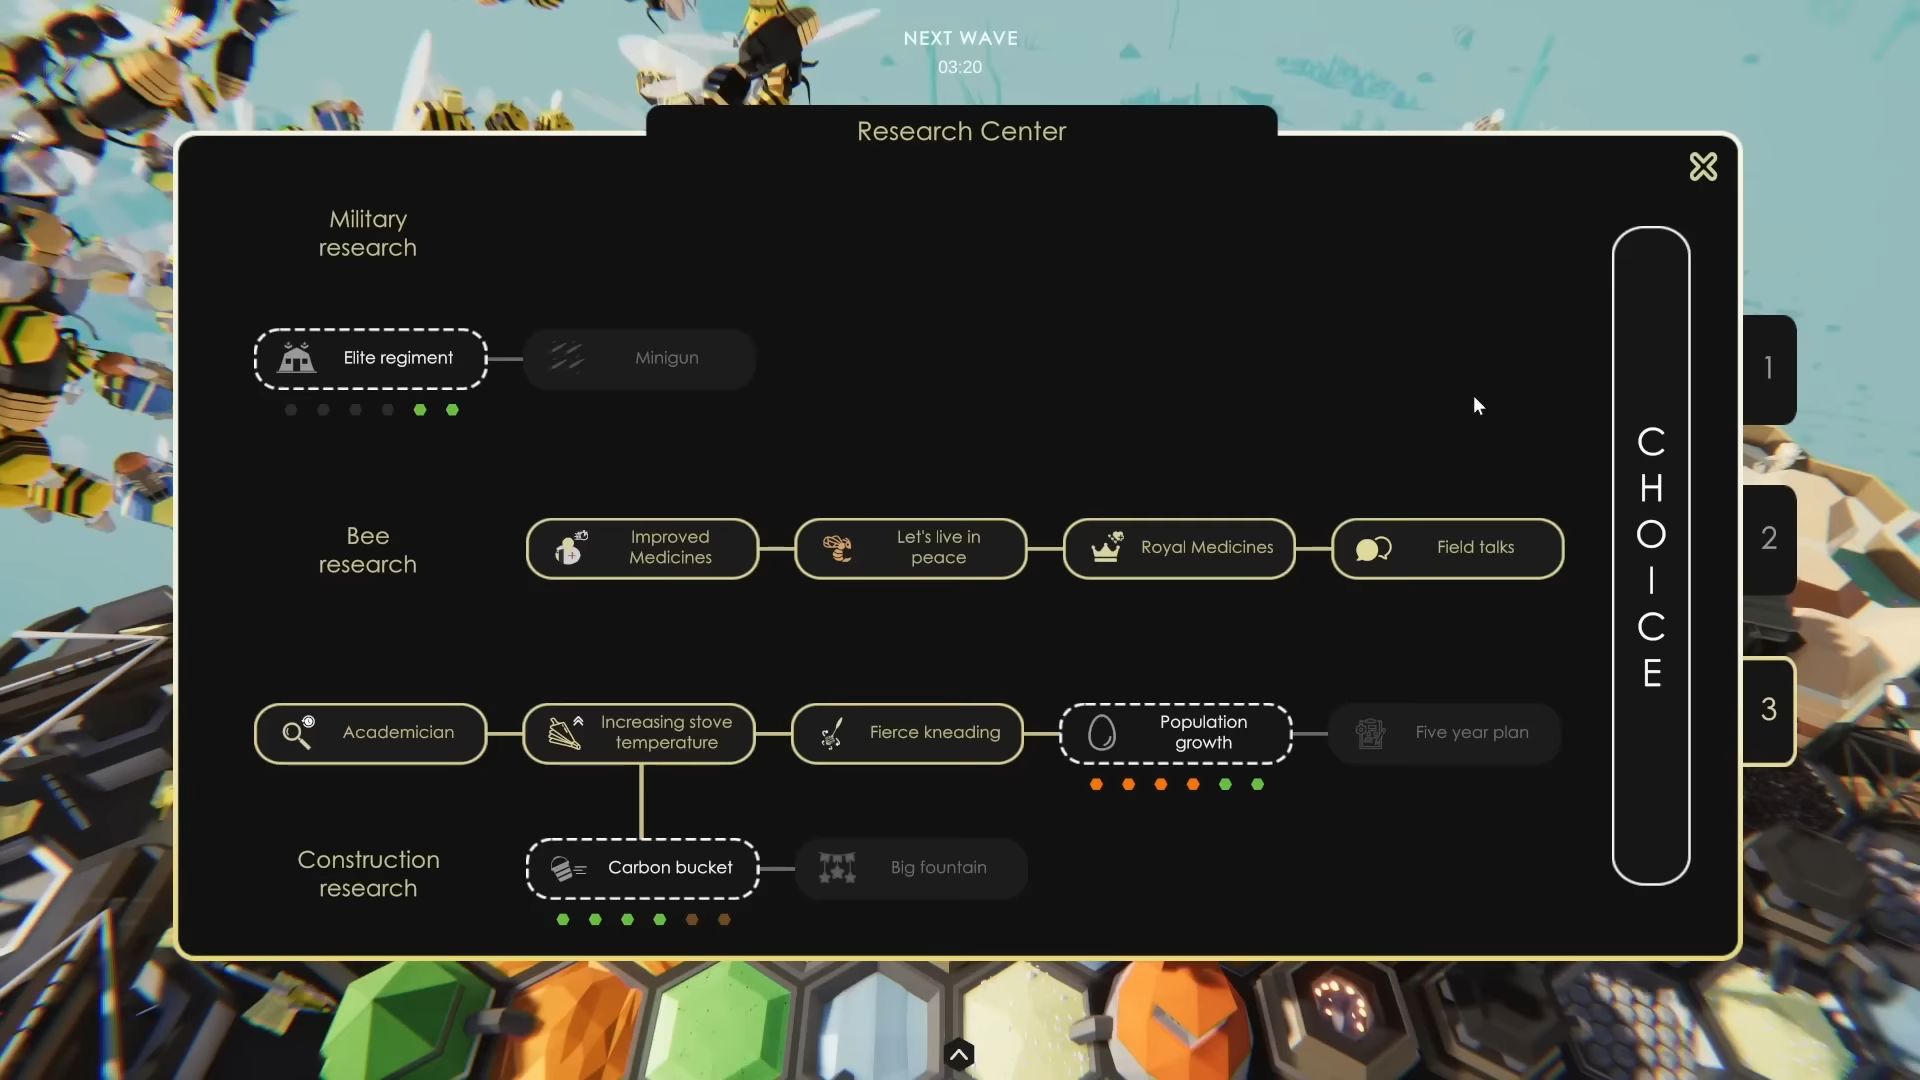 NEXT WAVE
03:20
Research Center
Military
research
Elite regiment
Minigun
1
Bee
research
Improved
Medicines
Let's live in
peace
Royal Medicines
Field talks
2
CHOICE
Academician
Increasing stove
temperature
Fierce kneading
Population
growth
Five year plan
3
Construction
research
Carbon bucket
Big fountain